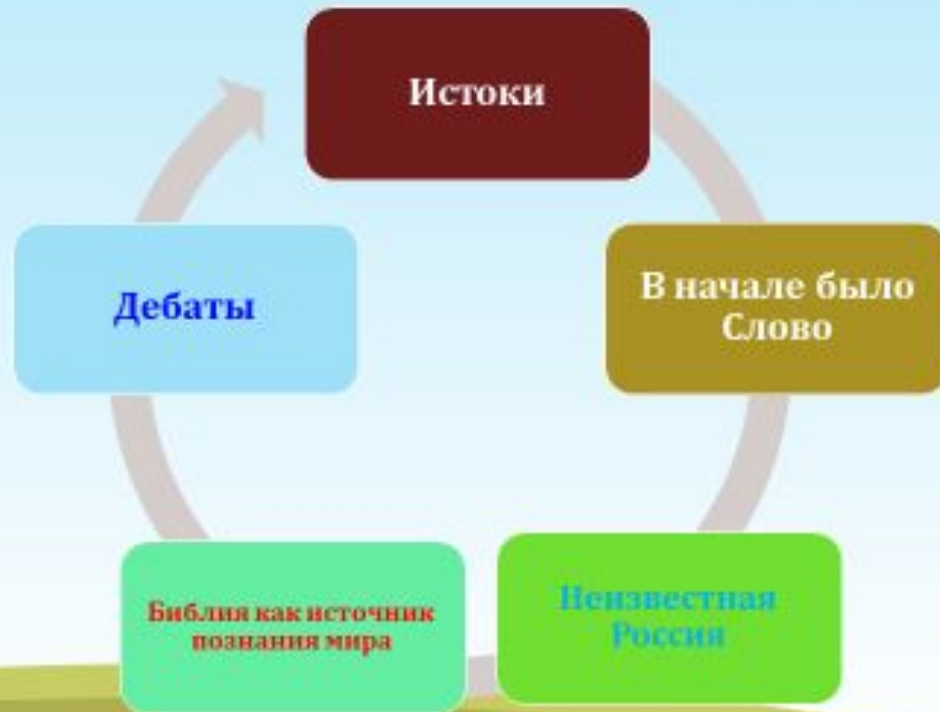 Истоки
В начале было
Слово
Неизвестная
Россия
Библия как источник
познания мира
Дебаты